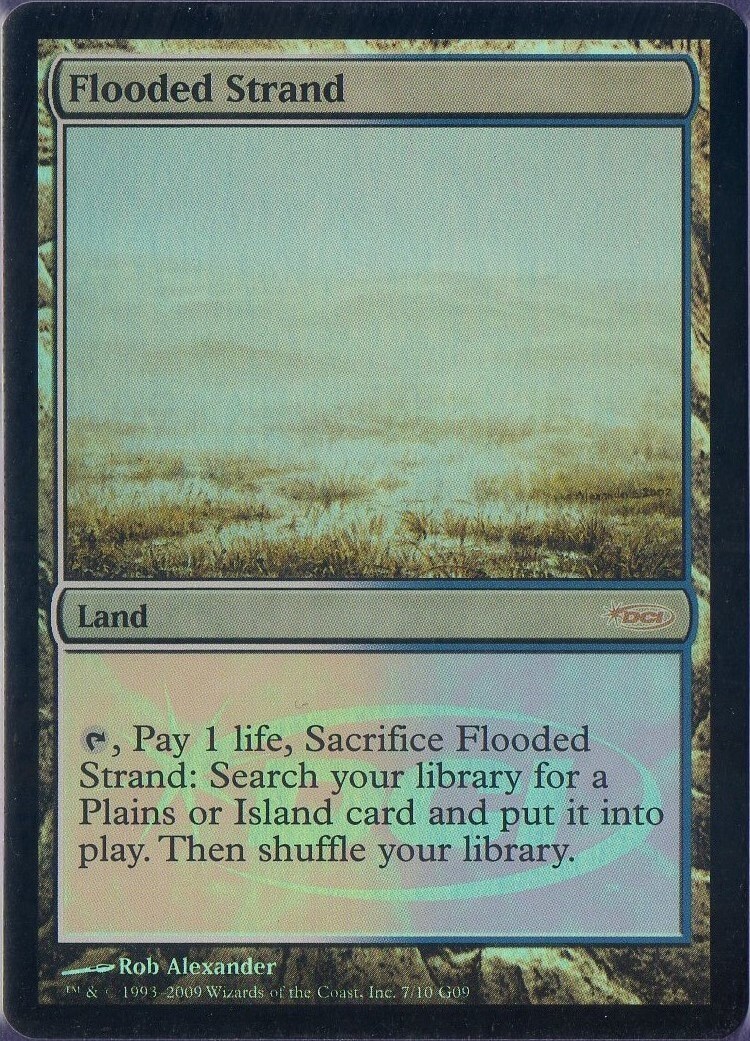 Flooded Strand
Land
DCI
, Pay 1 life, Sacrifice Flooded
Strand: Search your library for a
Plains or Island card and put it into
play. Then shuffle your library.
DCI
Rob Alexander
™ & © 1993-2009 Wizards of the Coast, Inc. 7/10 G09